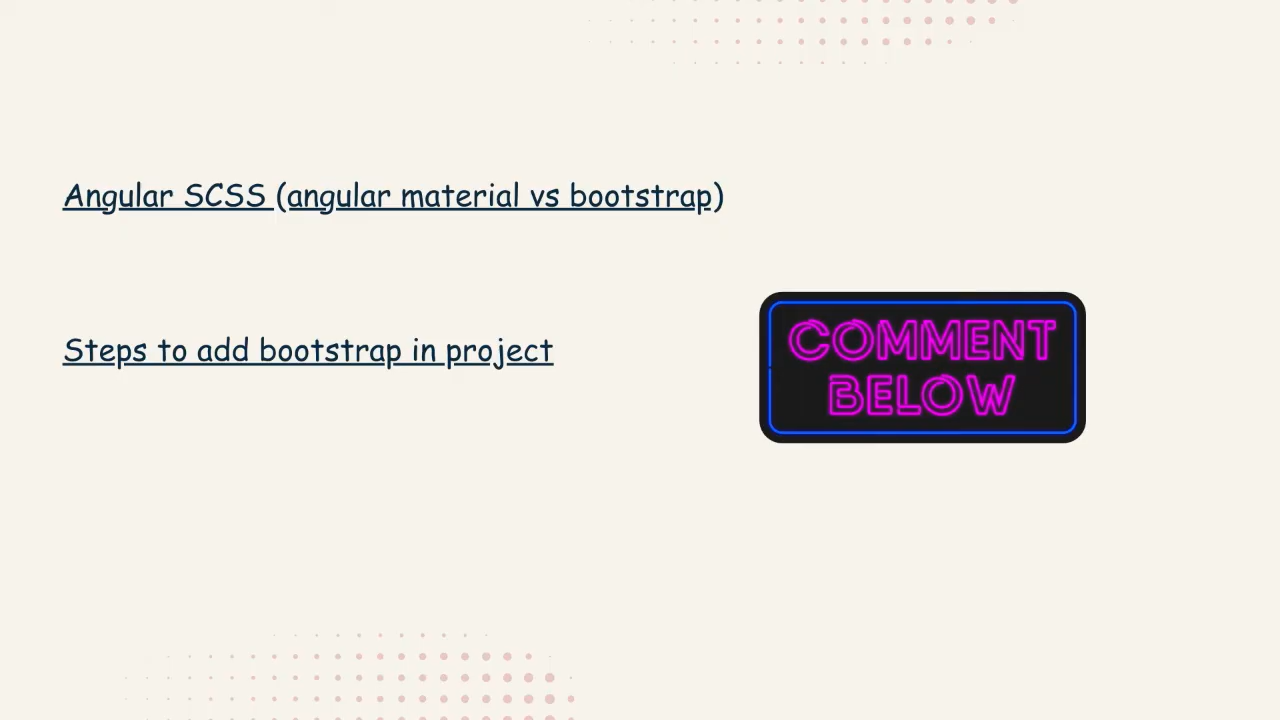 Angular SCSS (angular material vs bootstrap)
Steps to add bootstrap in project
COMMENT
BELOW